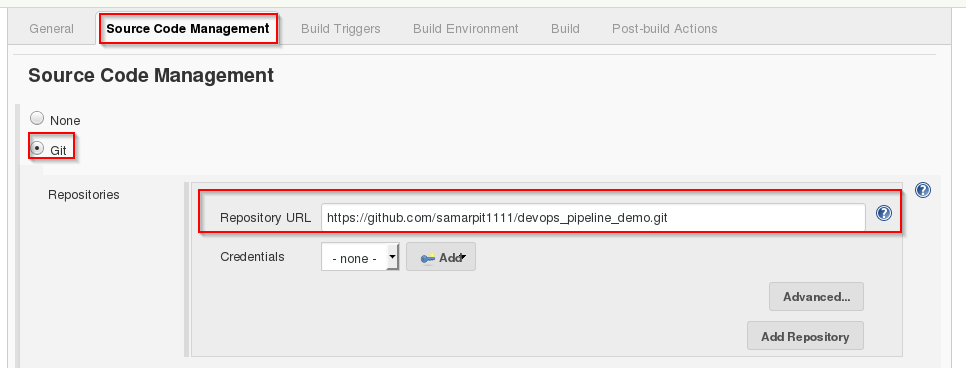 General Source Code Management Build Triggers Build Environment Build Post-build Actions
Source Code Management
None
Git
Repositories
Repository URL https://github.com/samarpit1111/devops_pipeline_demo.git
Credentials - none - Add
Advanced...
Add Repository